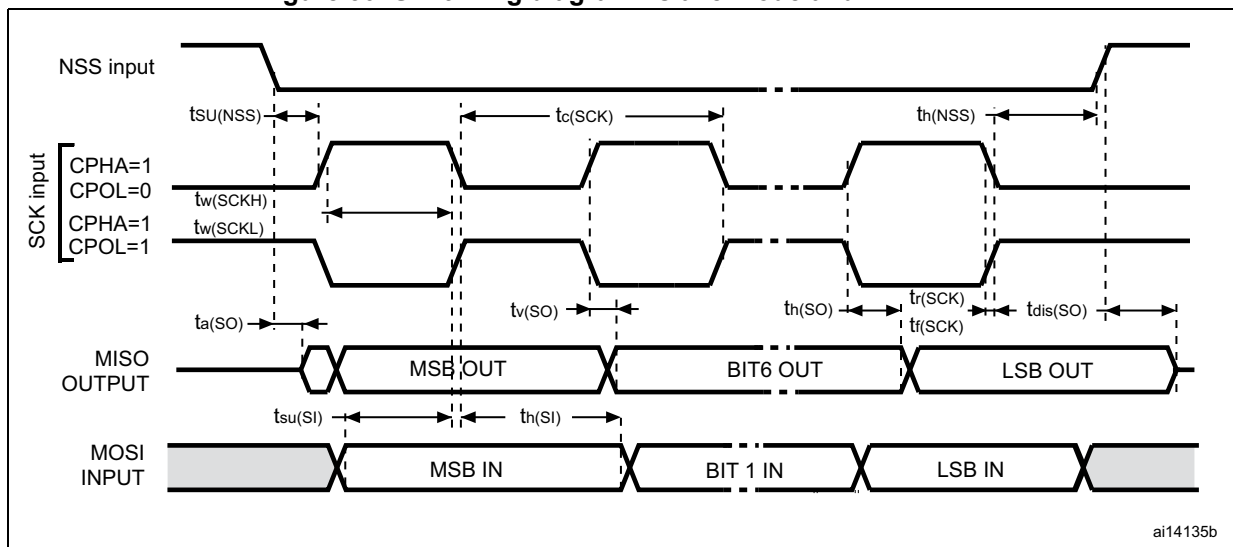 NSS input
tSU(NSS)
tc(SCK)
th(NSS)
SCK input
CPHA=1
CPOL=0
tw(SCKH)
CPHA=1
tw(SCKL)
CPOL=1
ta(SO)
tv(SO)
th(SO)
tr(SCK)
tf(SCK)
tdis(SO)
MISO
OUTPUT
MSB OUT
BIT6 OUT
LSB OUT
tsu(SI)
th(SI)
MOSI
INPUT
MSB IN
BIT 1 IN
LSB IN
ai14135b